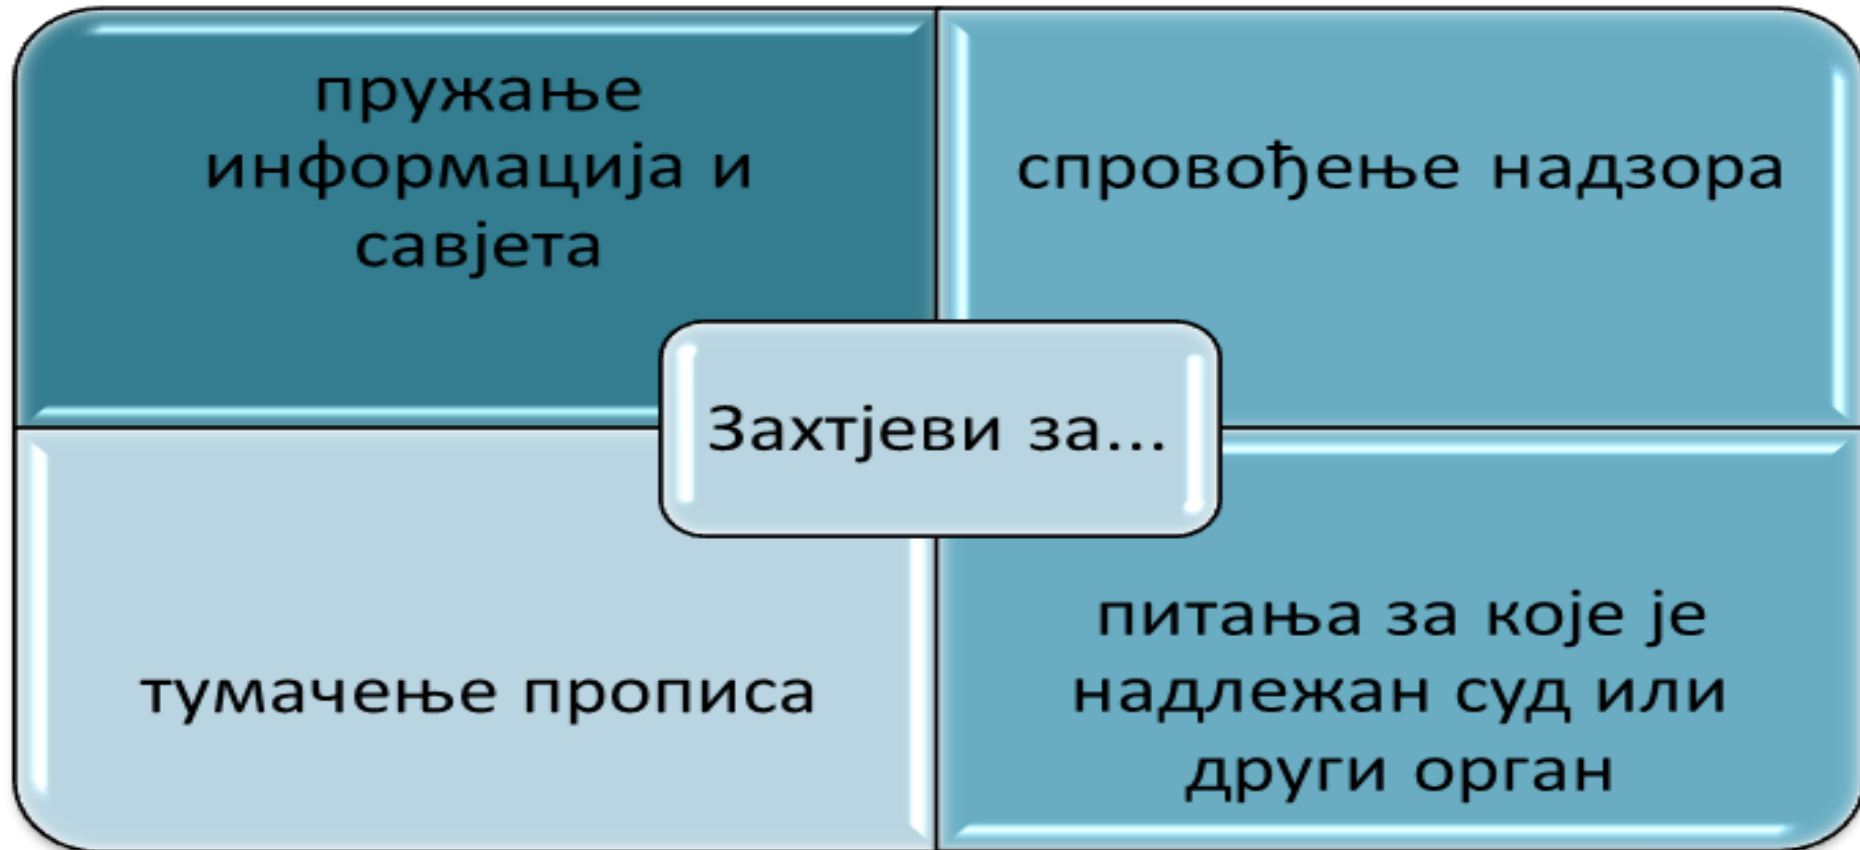 пружање
информација и
савјета
спровођење надзора
Захтјеви за...
тумачење прописа
питања за које је
надлежан суд или
други орган